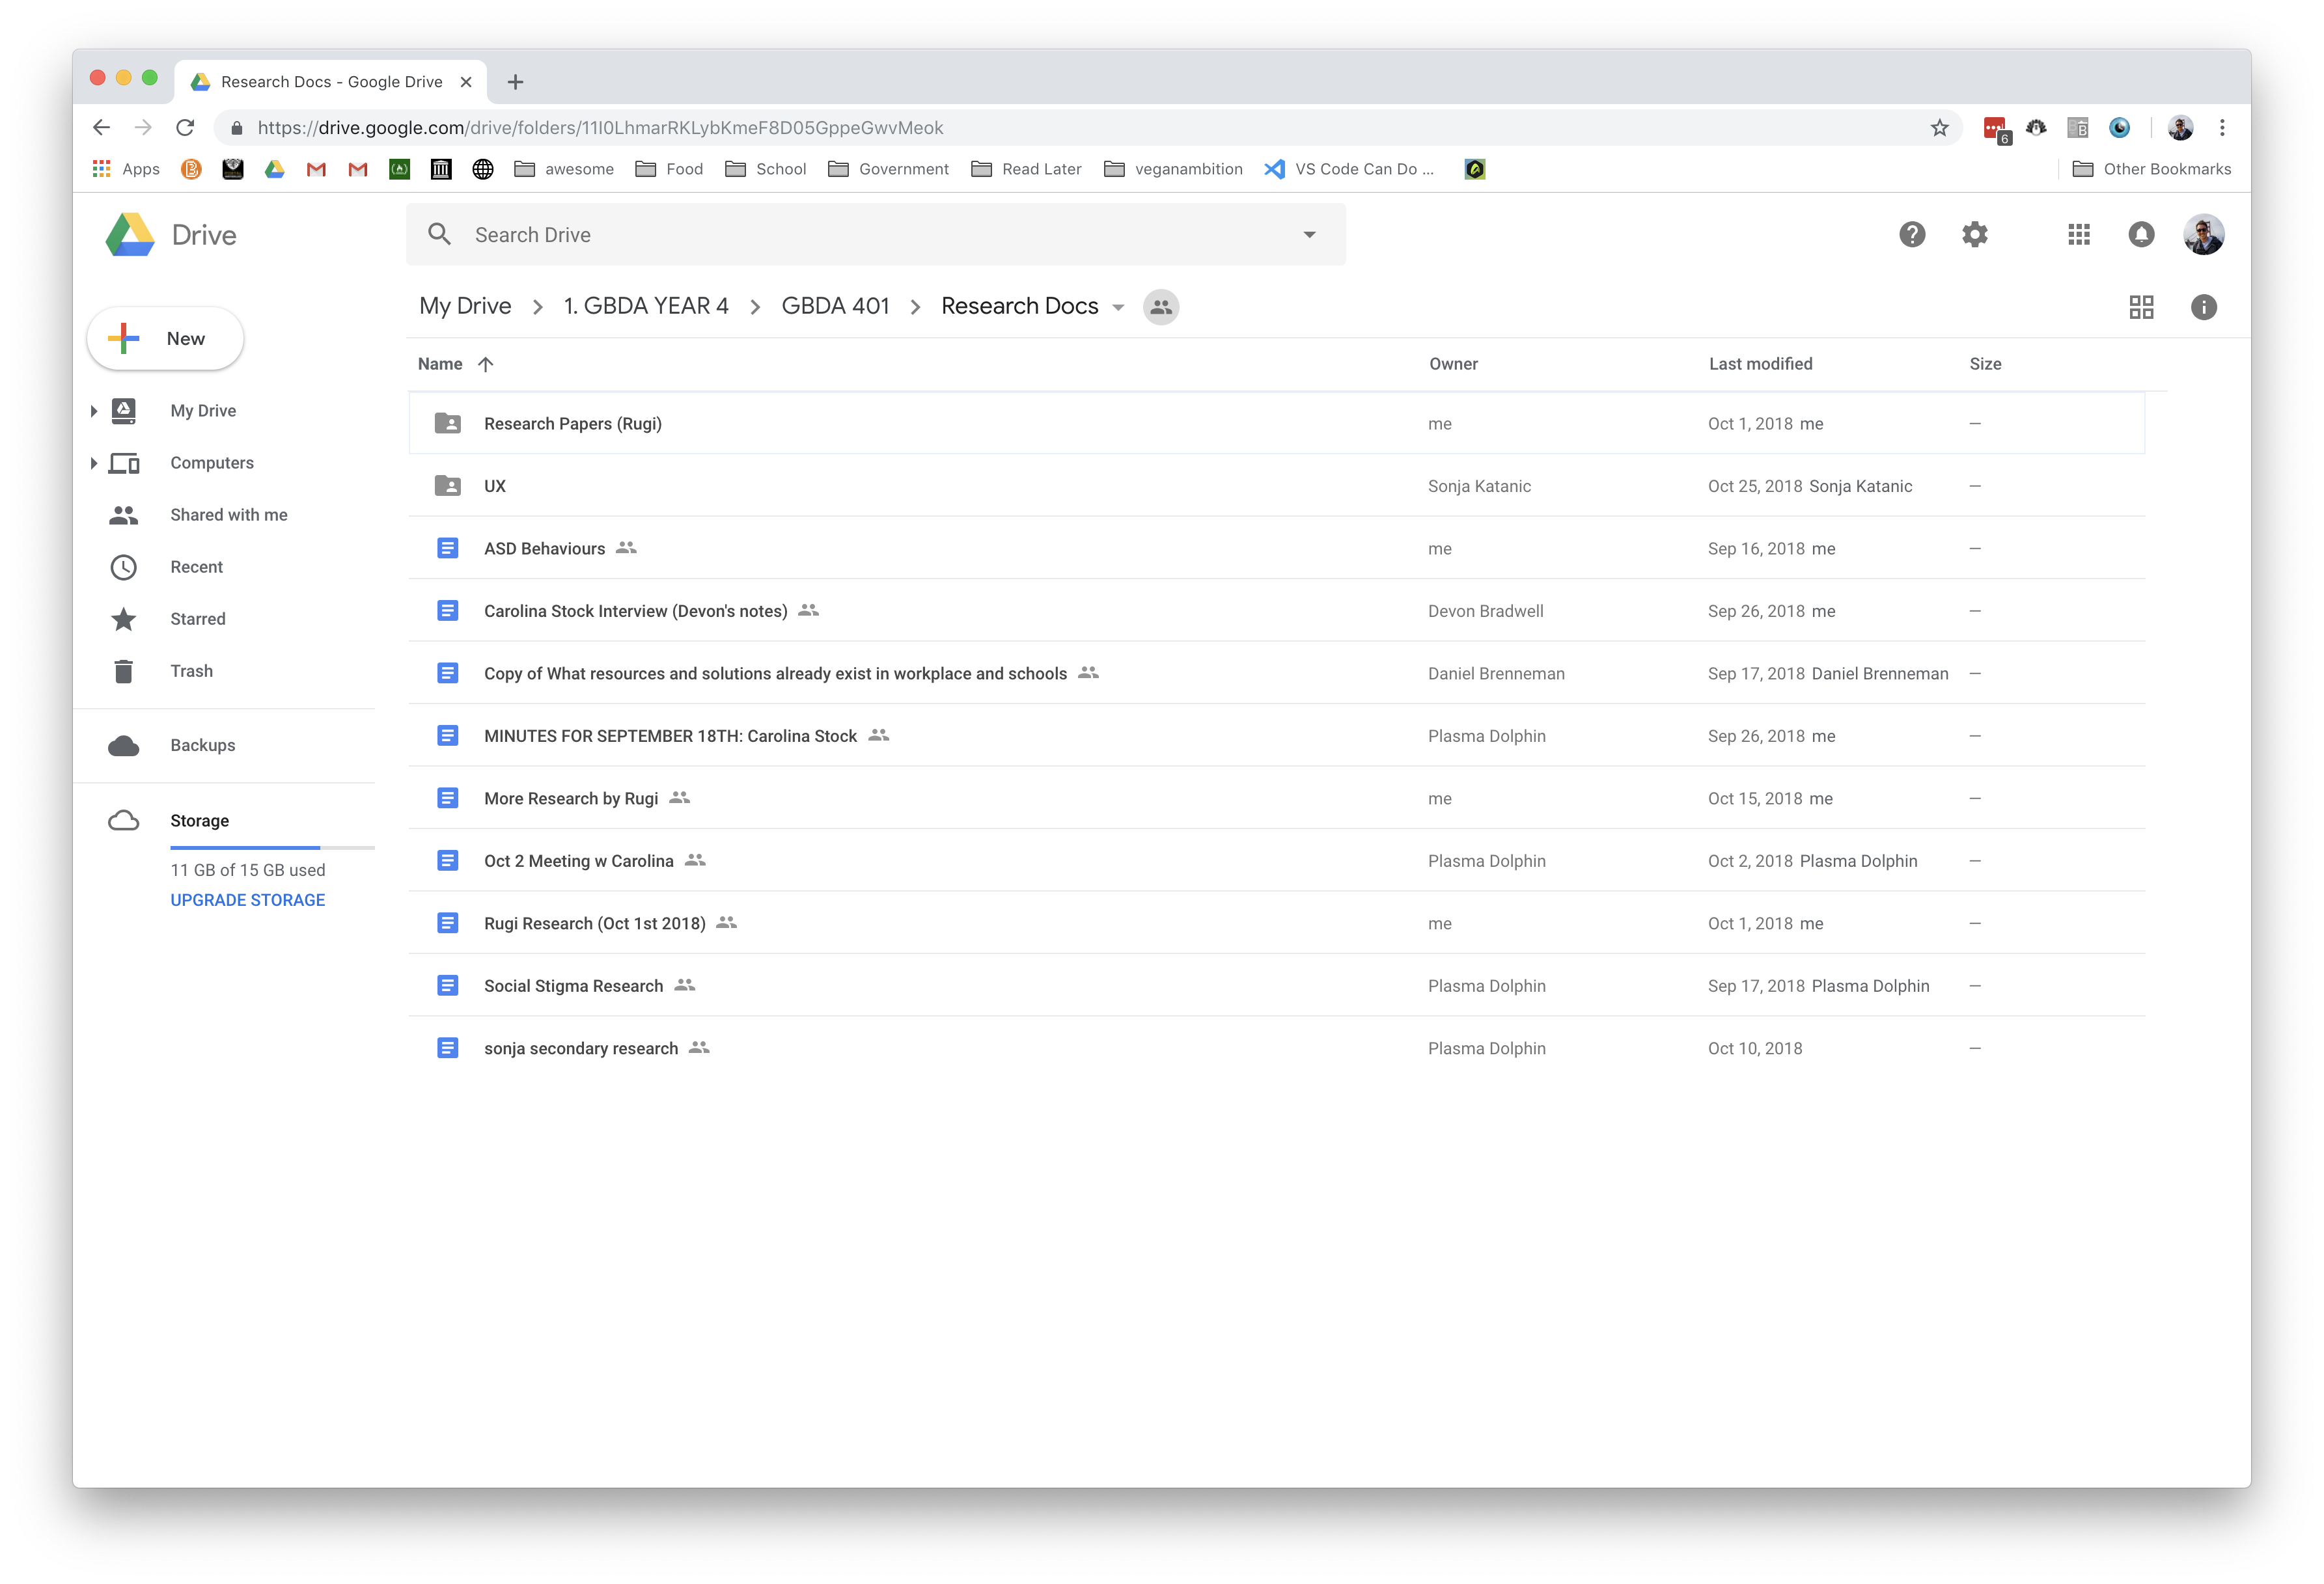 Research Docs - Google Drive
https://drive.google.com/drive/folders/11I0LhmarRKLybKmeF8D05GppeGwvMeok
6
Apps awesome Food School Government Read Later veganambition VS Code Can Do ... Other Bookmarks
Drive
Search Drive
My Drive > 1. GBDA YEAR 4 > GBDA 401 > Research Docs
New
My Drive
Computers
Shared with me
Recent
Starred
Trash
Backups
Storage
11 GB of 15 GB used
UPGRADE STORAGE
Name Owner Last modified Size
Research Papers (Rugi) me Oct 1, 2018 me —
UX Sonja Katanic Oct 25, 2018 Sonja Katanic —
ASD Behaviours me Sep 16, 2018 me —
Carolina Stock Interview (Devon's notes) Devon Bradwell Sep 26, 2018 me —
Copy of What resources and solutions already exist in workplace and schools Daniel Brenneman Sep 17, 2018 Daniel Brenneman —
MINUTES FOR SEPTEMBER 18TH: Carolina Stock Plasma Dolphin Sep 26, 2018 me —
More Research by Rugi me Oct 15, 2018 me —
Oct 2 Meeting w Carolina Plasma Dolphin Oct 2, 2018 Plasma Dolphin —
Rugi Research (Oct 1st 2018) me Oct 1, 2018 me —
Social Stigma Research Plasma Dolphin Sep 17, 2018 Plasma Dolphin —
sonja secondary research Plasma Dolphin Oct 10, 2018 —